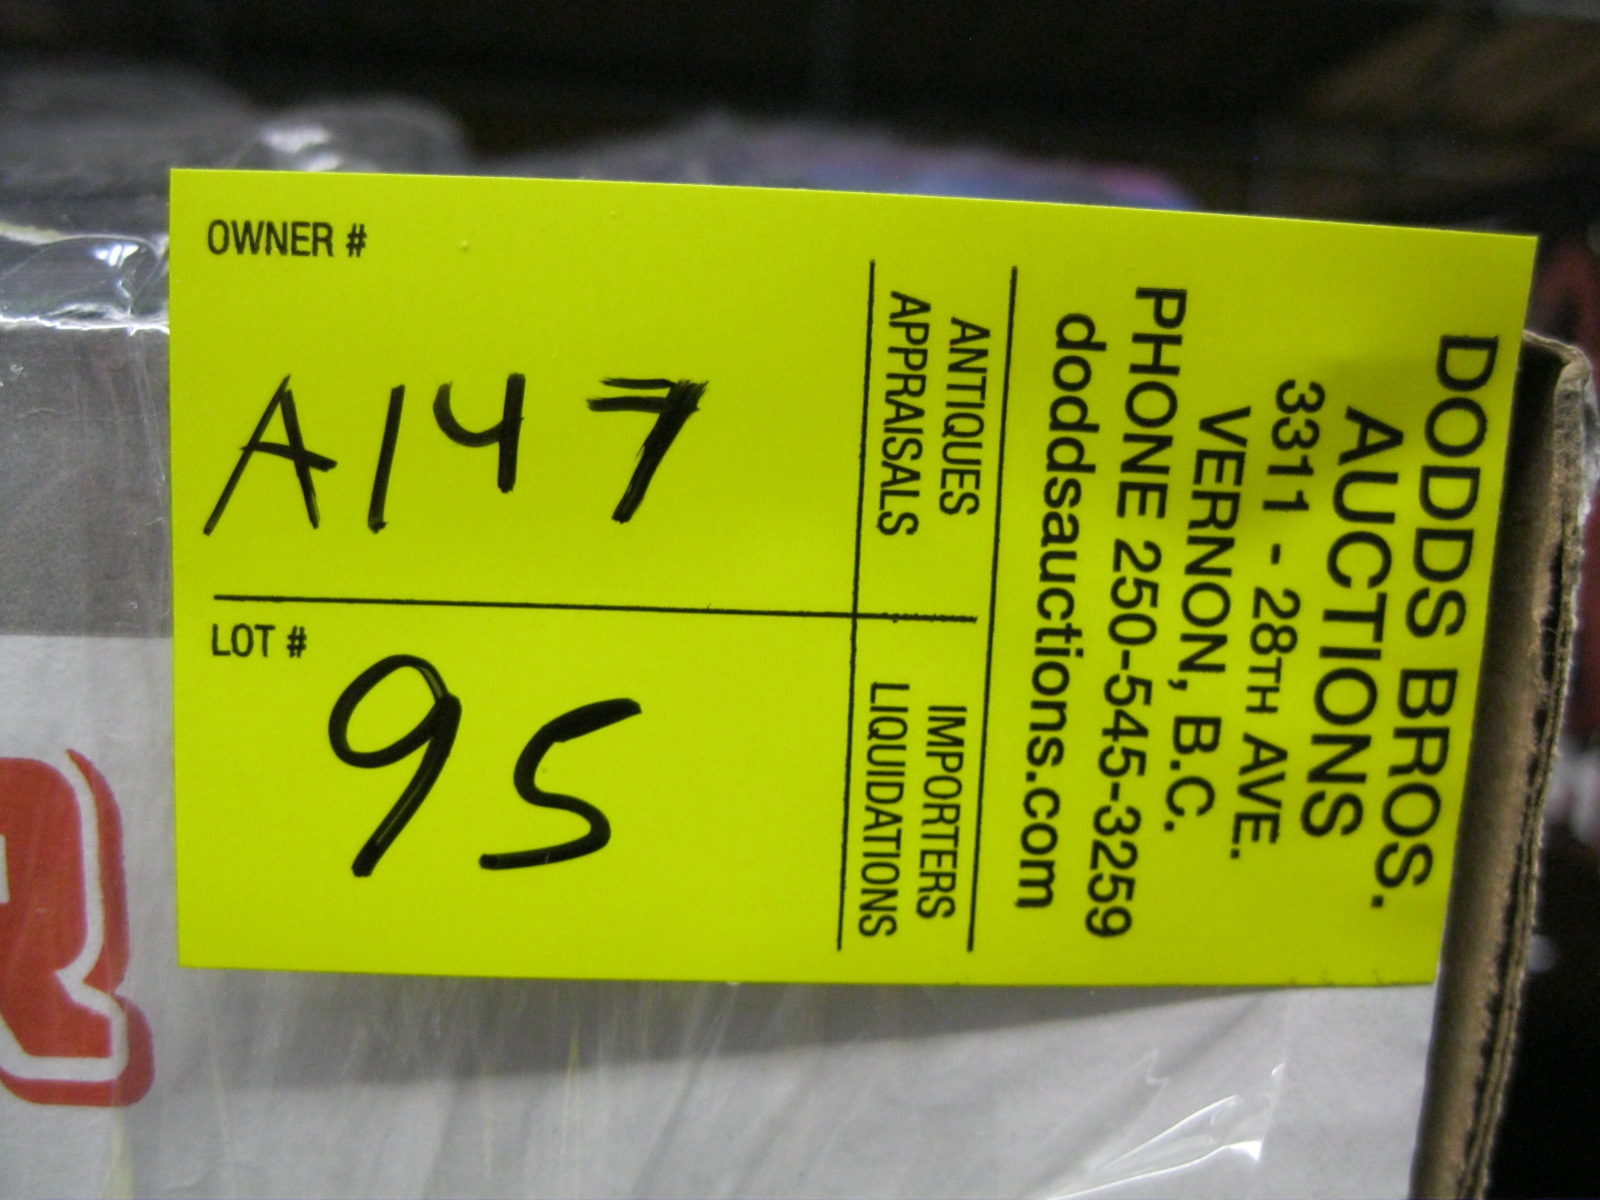 OWNER #
A147
LOT #
95
ANTIQUES
APPRAISALS
IMPORTERS
LIQUIDATIONS
DODDS BROS.
AUCTIONS
3311 - 28TH AVE.
VERNON, B.C.
PHONE 250-545-3259
doddsauctions.com